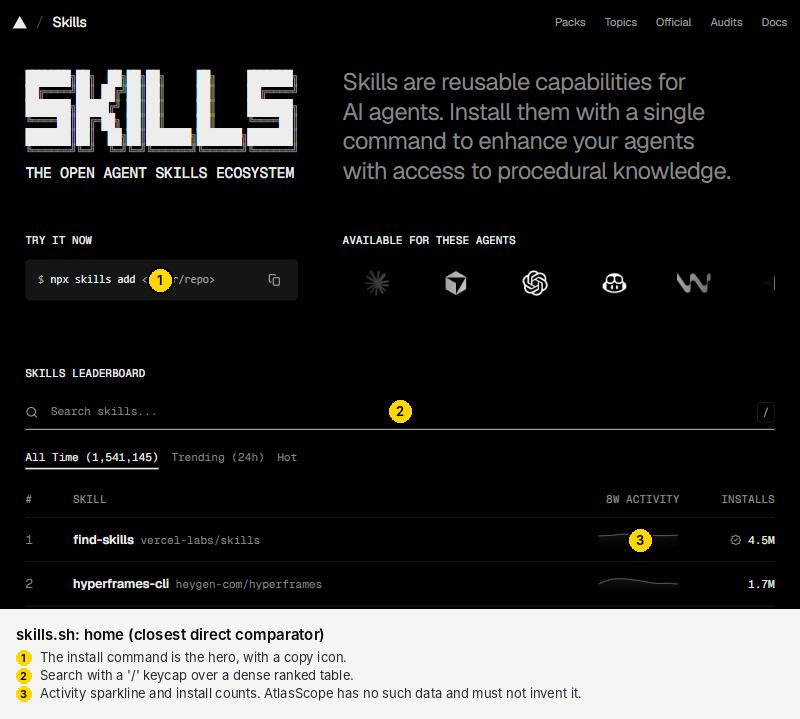 / Skills
Packs Topics Official Audits Docs
SKILLS
THE OPEN AGENT SKILLS ECOSYSTEM
Skills are reusable capabilities for
AI agents. Install them with a single
command to enhance your agents
with access to procedural knowledge.
TRY IT NOW
$ npx skills add < 1 r/repo>
AVAILABLE FOR THESE AGENTS
SKILLS LEADERBOARD
Search skills... 2 /
All Time (1,541,145) Trending (24h) Hot
# SKILL 8W ACTIVITY INSTALLS
1 find-skills vercel-labs/skills 3 4.5M
2 hyperframes-cli heygen-com/hyperframes 1.7M
skills.sh: home (closest direct comparator)
1 The install command is the hero, with a copy icon.
2 Search with a '/' keycap over a dense ranked table.
3 Activity sparkline and install counts. AtlasScope has no such data and must not invent it.